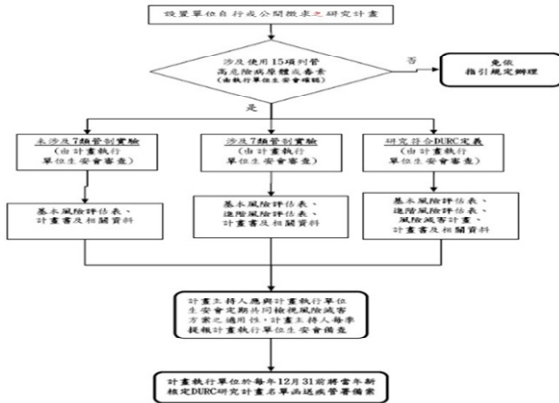 設置單位自行或公開徵求之研究計畫
涉及使用15項列管
高危險病原體或毒素
(由執行單位生安會確認)
否
免依
指引規定辦理
是
未涉及7類管制實驗
(由計畫執行
單位生安會審查)
涉及7類管制實驗
(由計畫執行
單位生安會審查)
研究符合DURC定義
(由計畫執行
單位生安會審查)
基本風險評估表、
計畫書及相關資料
基本風險評估表、
進階風險評估表、
計畫書及相關資料
基本風險評估表、
進階風險評估表、
風險減害計畫、
計畫書及相關資料
計畫主持人應與計畫執行單位
生安會定期共同檢視風險減害
方案之適用性，計畫主持人每季
提報計畫執行單位生安會備查
計畫執行單位於每年12月31前將當年新
核定DURC研究計畫名單函送疾管署備案